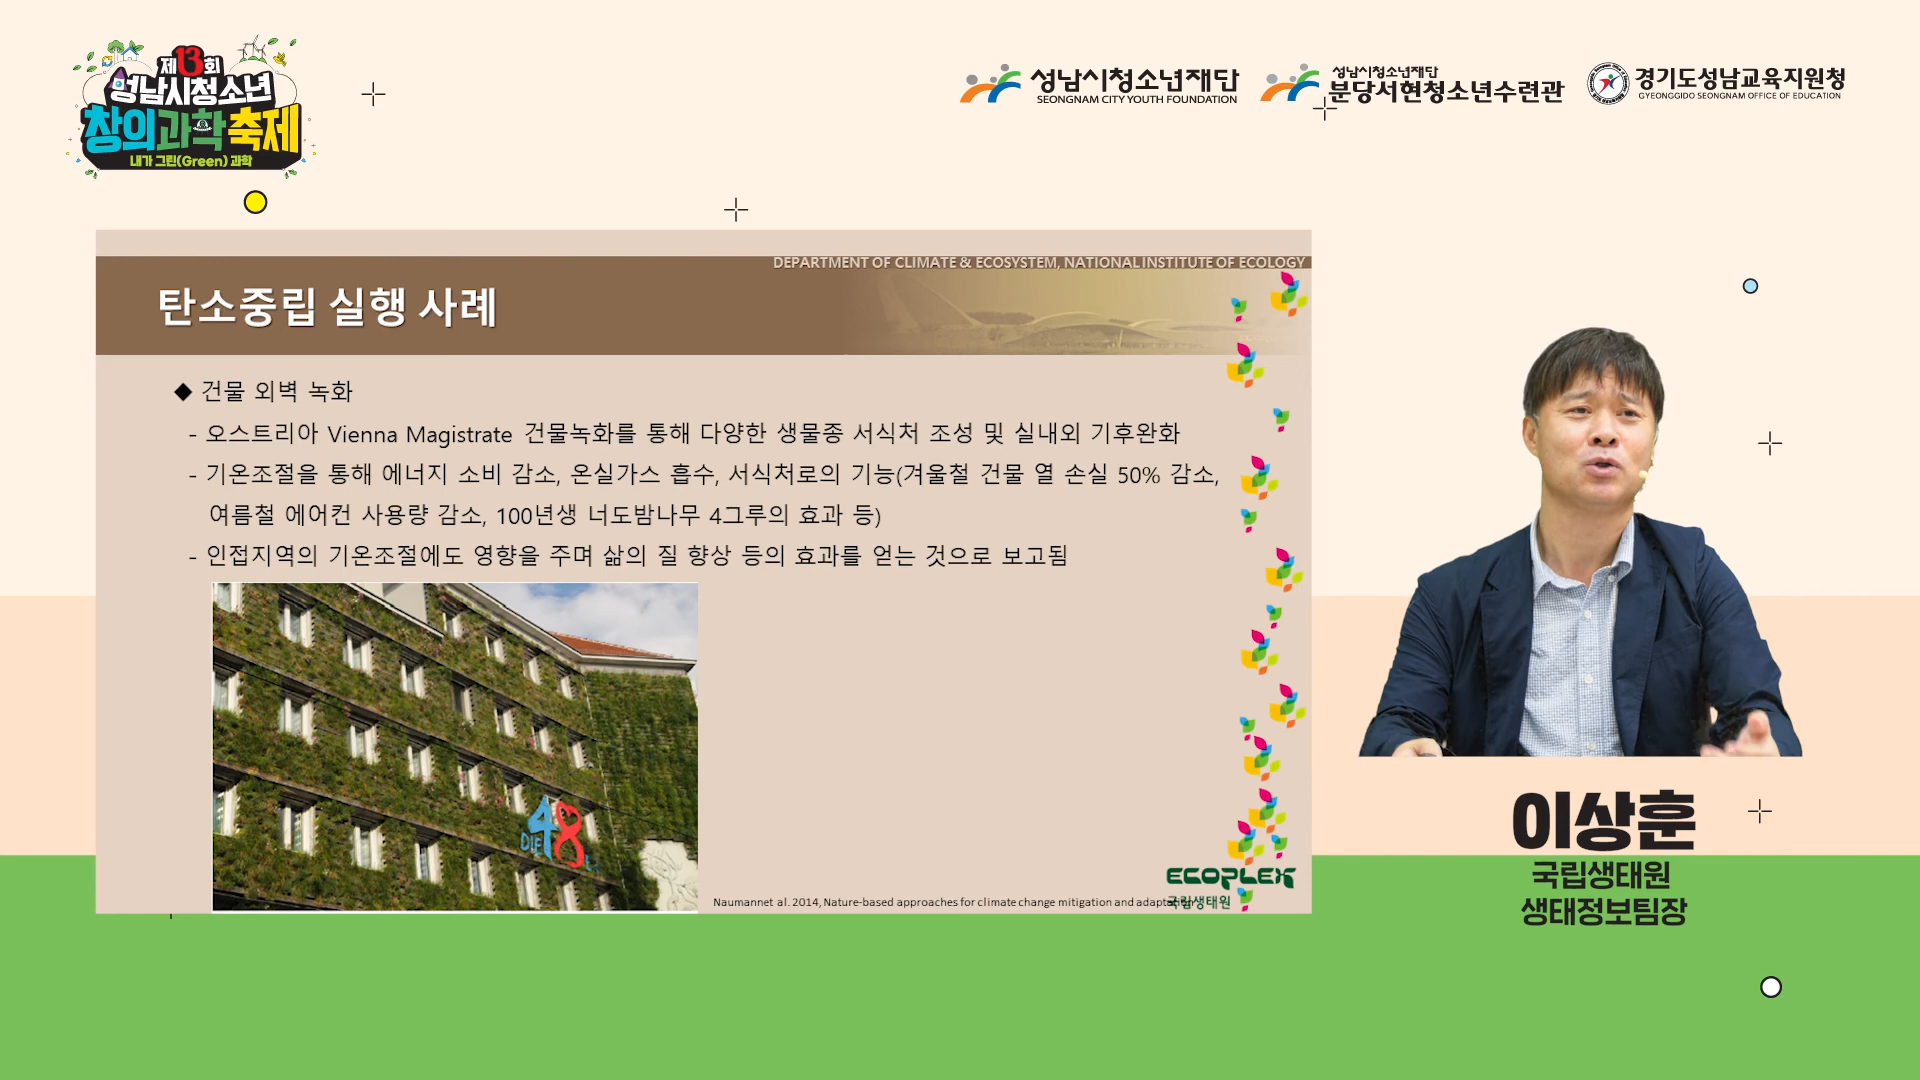 제13회
성남시청소년
창의과학축제
내가 그린(Green) 과학
성남시청소년재단
SEONGNAM CITY YOUTH FOUNDATION
성남시청소년재단
분당서현청소년수련관
경기도성남교육지원청
GYEONGGIDO SEONGNAM OFFICE OF EDUCATION
DEPARTMENT OF CLIMATE & ECOSYSTEM, NATIONAL INSTITUTE OF ECOLOGY
탄소중립 실행 사례
◆ 건물 외벽 녹화
- 오스트리아 Vienna Magistrate 건물녹화를 통해 다양한 생물종 서식처 조성 및 실내외 기후완화
- 기온조절을 통해 에너지 소비 감소, 온실가스 흡수, 서식처로의 기능(겨울철 건물 열 손실 50% 감소,
여름철 에어컨 사용량 감소, 100년생 너도밤나무 4그루의 효과 등)
- 인접지역의 기온조절에도 영향을 주며 삶의 질 향상 등의 효과를 얻는 것으로 보고됨
DIE 48
ECOPLEX
국립생태원
Naumannet al. 2014, Nature-based approaches for climate change mitigation and
이상훈
국립생태원
생태정보팀장